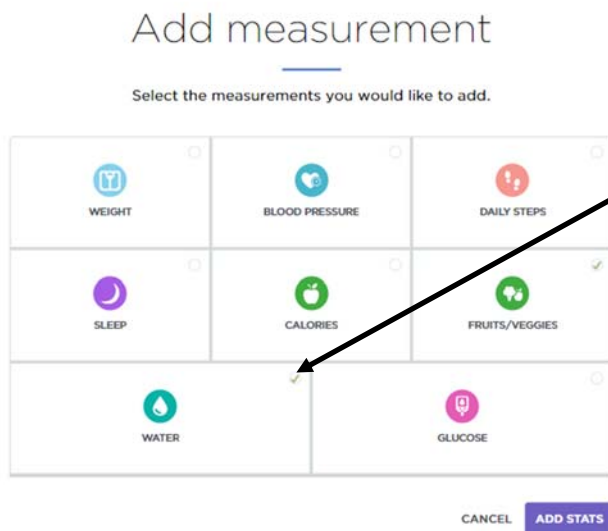 Add measurement
Select the measurements you would like to add.
WEIGHT
BLOOD PRESSURE
DAILY STEPS
SLEEP
CALORIES
FRUITS/VEGGIES
WATER
GLUCOSE
CANCEL
ADD STATS